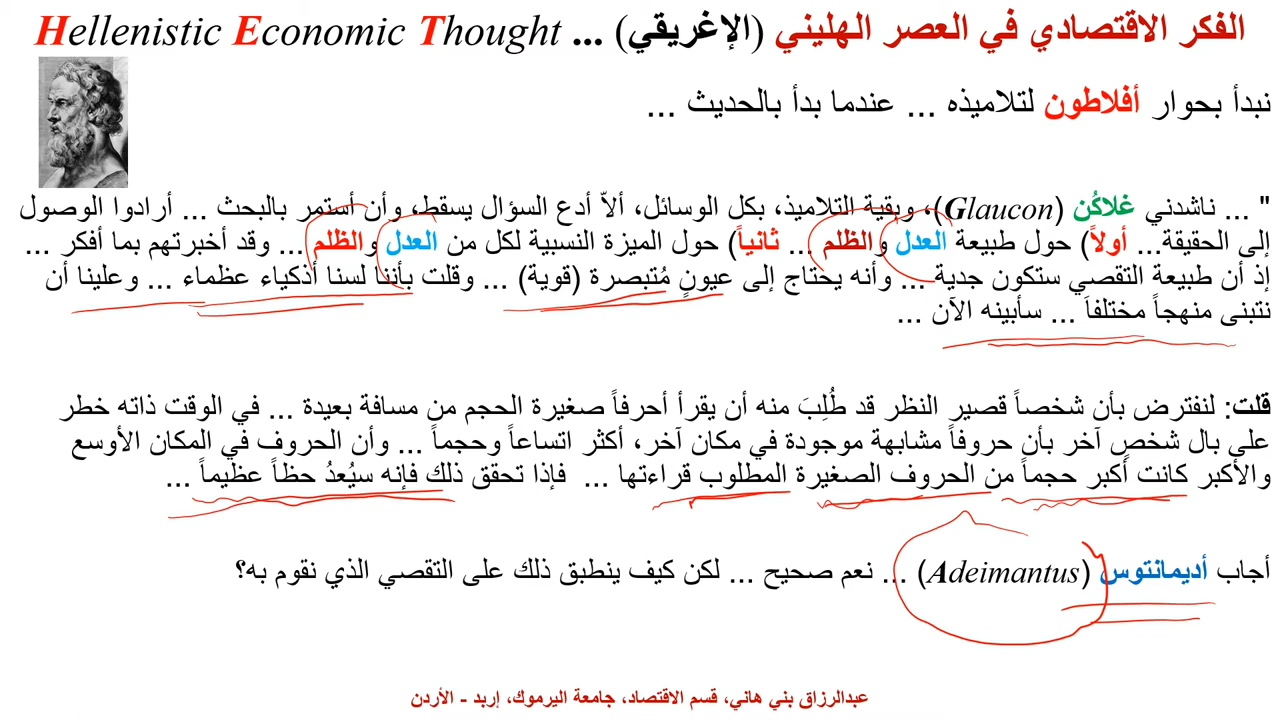 الفكر الاقتصادي في العصر الهليني (الإغريقي) ... Hellenistic Economic Thought
نبدأ بحوار أفلاطون لتلاميذه ... عندما بدأ بالحديث ...
" ... ناشدني غلاكُن (Glaucon)، وبقية التلاميذ، بكل الوسائل، ألاّ أدع السؤال يسقط، وأن أستمر بالبحث ... أرادوا الوصول
إلى الحقيقة... أولاً) حول طبيعة العدل والظلم ... ثانياً) حول الميزة النسبية لكل من العدل والظلم ... وقد أخبرتهم بما أفكر ...
إذ أن طبيعة التقصي ستكون جدية ... وأنه يحتاج إلى عيونٍ مُتبصرة (قوية) ... وقلت بأننا لسنا أذكياء عظماء ... وعلينا أن
نتبنى منهجاً مختلفاَ ... سأبينه الآن ...
قلت: لنفترض بأن شخصاً قصير النظر قد طُلِبَ منه أن يقرأ أحرفاً صغيرة الحجم من مسافة بعيدة ... في الوقت ذاته خطر
على بال شخصٍ آخر بأن حروفاً مشابهة موجودة في مكان آخر، أكثر اتساعاً وحجماً ... وأن الحروف في المكان الأوسع
والأكبر كانت أكبر حجماً من الحروف الصغيرة المطلوب قراءتها ... فإذا تحقق ذلك فإنه سيُعدُ حظاً عظيماً ...
أجاب أديمانتوس (Adeimantus) ... نعم صحيح ... لكن كيف ينطبق ذلك على التقصي الذي نقوم به؟
عبدالرزاق بني هاني، قسم الاقتصاد، جامعة اليرموك، إربد - الأردن